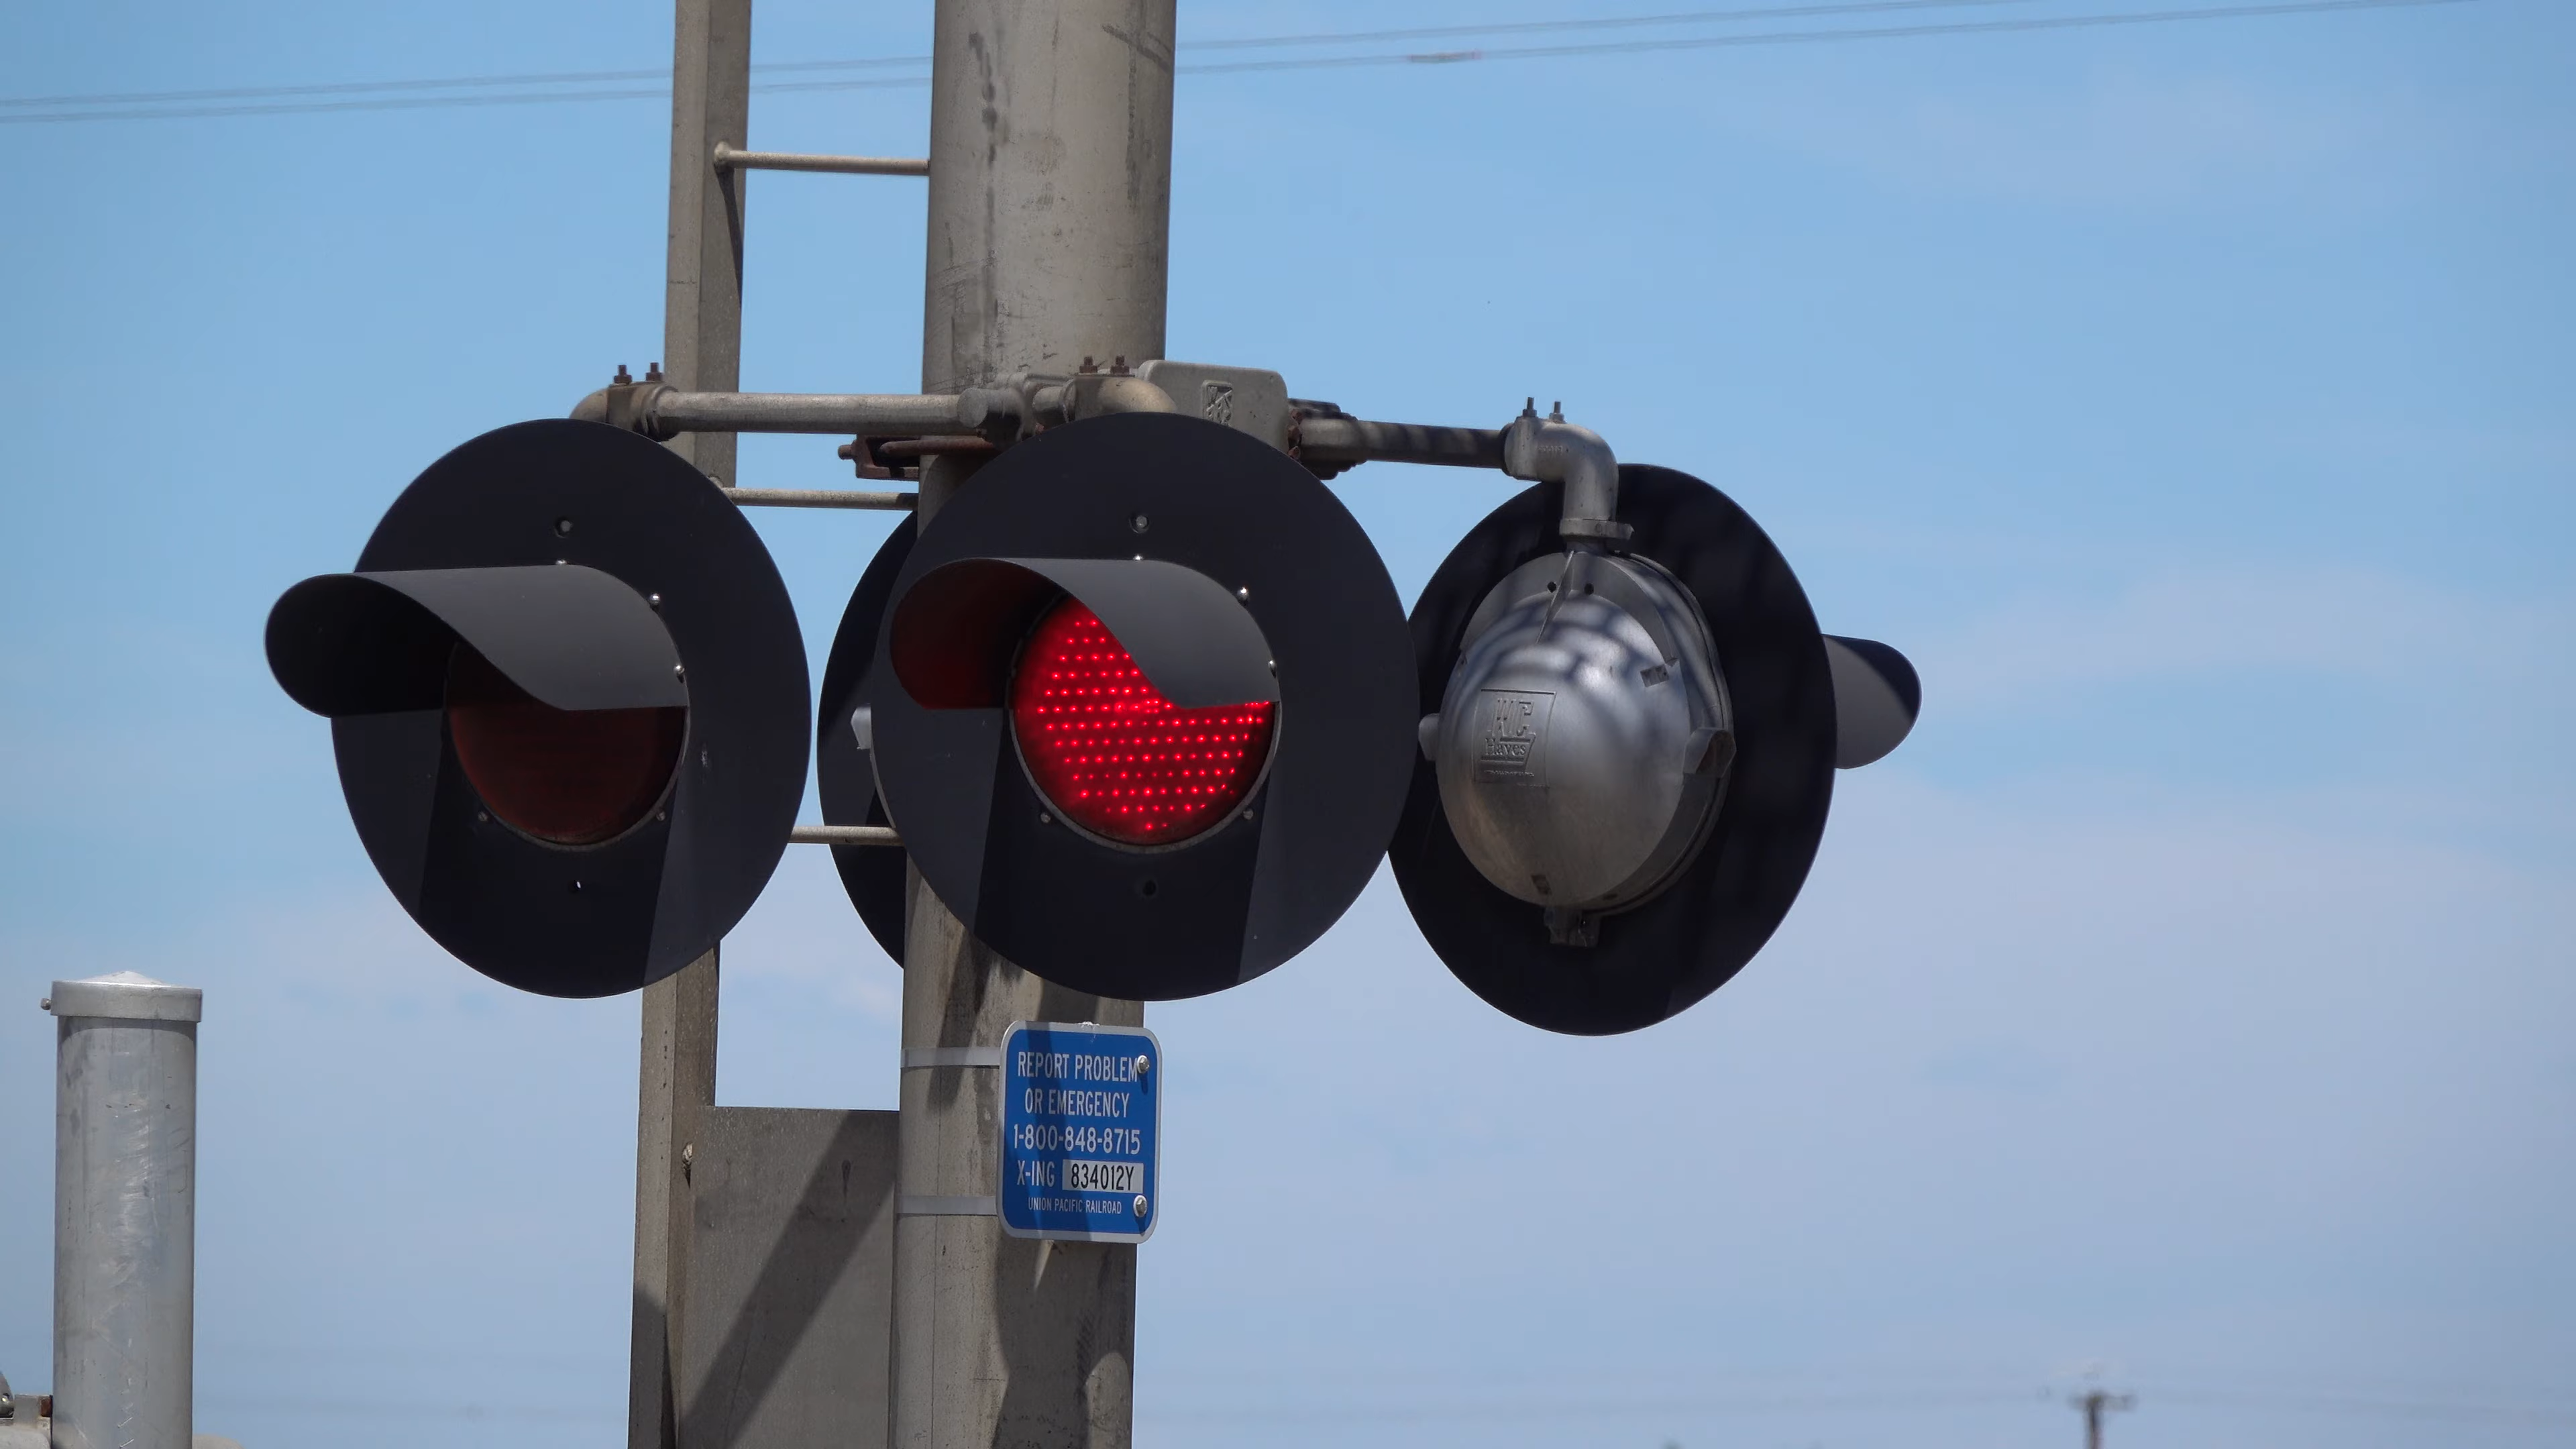 WC
Hayes
REPORT PROBLEM
OR EMERGENCY
1-800-848-8715
X-ING 834012Y
UNION PACIFIC RAILROAD